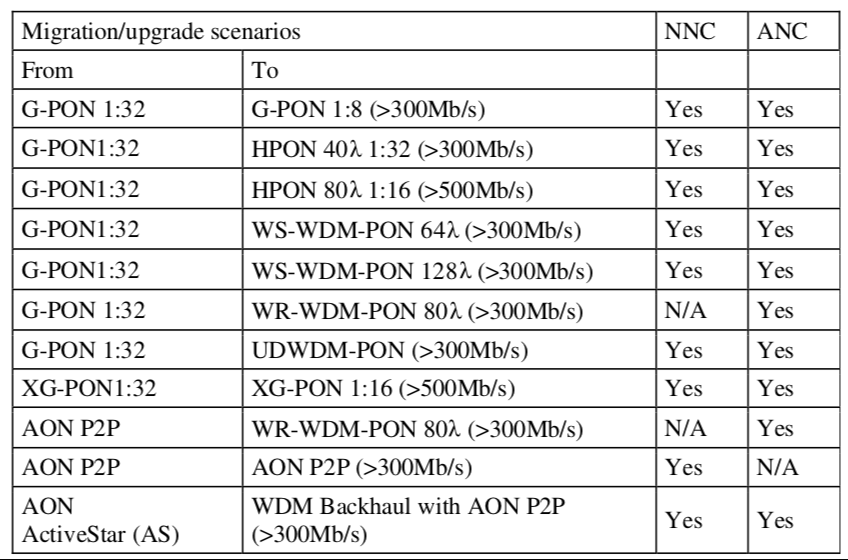 Migration/upgrade scenarios NNC ANC
From To
G-PON 1:32 G-PON 1:8 (>300Mb/s) Yes Yes
G-PON1:32 HPON 40λ 1:32 (>300Mb/s) Yes Yes
G-PON1:32 HPON 80λ 1:16 (>500Mb/s) Yes Yes
G-PON1:32 WS-WDM-PON 64λ (>300Mb/s) Yes Yes
G-PON1:32 WS-WDM-PON 128λ (>300Mb/s) Yes Yes
G-PON 1:32 WR-WDM-PON 80λ (>300Mb/s) N/A Yes
G-PON 1:32 UDWDM-PON (>300Mb/s) Yes Yes
XG-PON1:32 XG-PON 1:16 (>500Mb/s) Yes Yes
AON P2P WR-WDM-PON 80λ (>300Mb/s) N/A Yes
AON P2P AON P2P (>300Mb/s) Yes N/A
AON WDM Backhaul with AON P2P
ActiveStar (AS) (>300Mb/s) Yes Yes